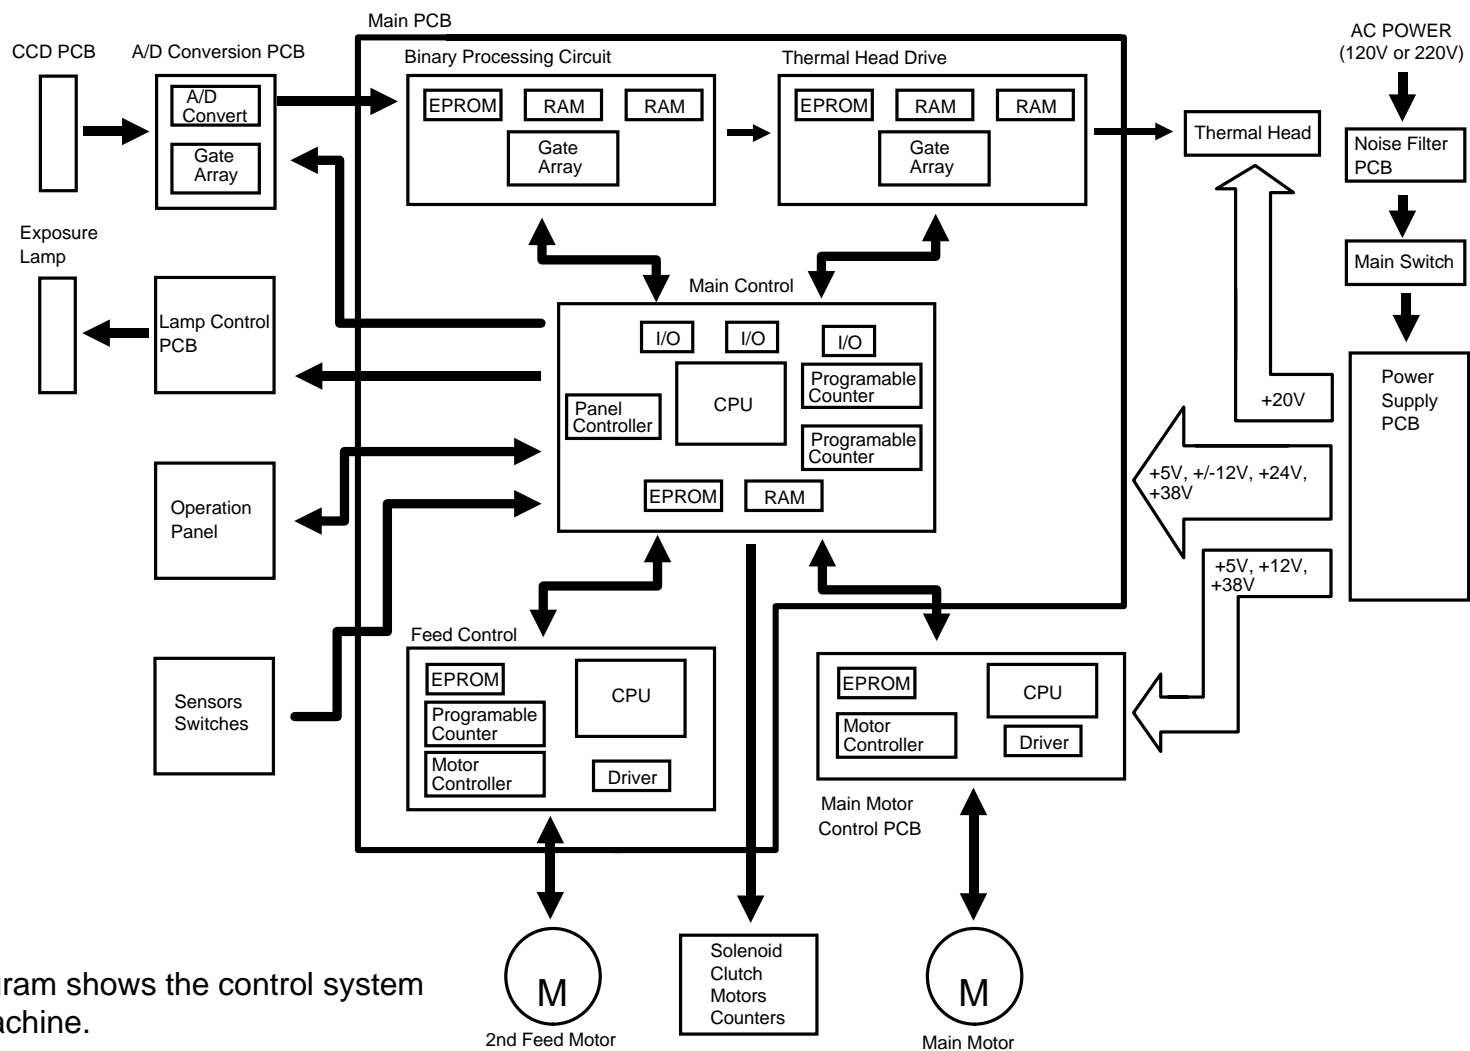 Main PCB
CCD PCB
A/D Conversion PCB
Binary Processing Circuit
Thermal Head Drive
AC POWER
(120V or 220V)
A/D
Convert
Gate
Array
EPROM
RAM
RAM
Gate
Array
EPROM
RAM
RAM
Gate
Array
Thermal Head
Noise Filter
PCB
Main Switch
Exposure
Lamp
Lamp Control
PCB
Main Control
I/O
I/O
I/O
Programable
Counter
Panel
Controller
CPU
Programable
Counter
EPROM
RAM
+20V
Power
Supply
PCB
+5V, +/-12V, +24V,
+38V
+5V, +12V,
+38V
Operation
Panel
Sensors
Switches
Feed Control
EPROM
Programable
Counter
Motor
Controller
CPU
Driver
EPROM
Motor
Controller
CPU
Driver
Main Motor
Control PCB
M
2nd Feed Motor
Solenoid
Clutch
Motors
Counters
M
Main Motor
gram shows the control system
achine.